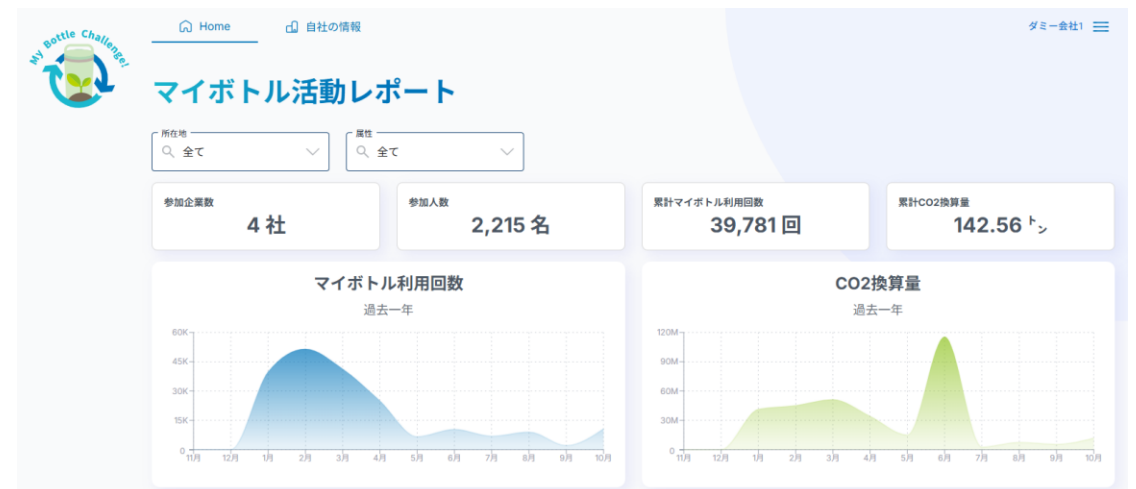 My Bottle Challenge!
Home
自社の情報
ダミー会社1
マイボトル活動レポート
所在地
全て
属性
全て
参加企業数
4 社
参加人数
2,215 名
累計マイボトル利用回数
39,781 回
累計CO2換算量
142.56 トン
マイボトル利用回数
過去一年
60K
45K
30K
15K
0
11月 12月 1月 2月 3月 4月 5月 6月 7月 8月 9月 10月
CO2換算量
過去一年
120M
90M
60M
30M
0
11月 12月 1月 2月 3月 4月 5月 6月 7月 8月 9月 10月